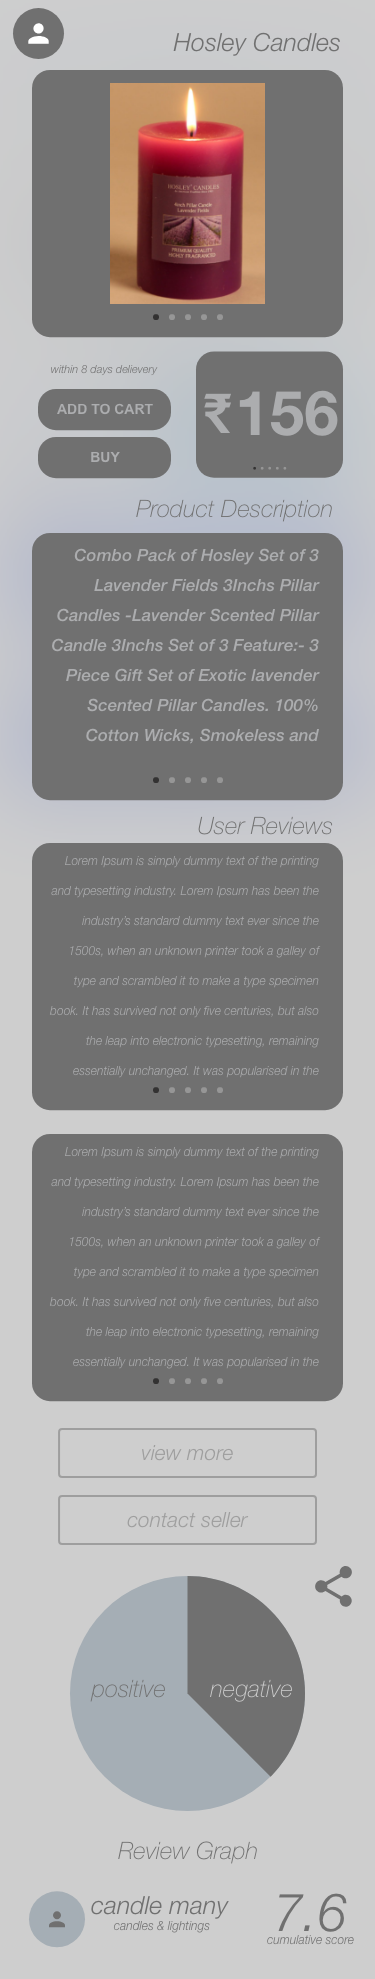 Hosley Candles
HOSLEY® CANDLES
Hosh Pillar Candle
Lavender Fields
PREMIUM QUALITY
HIGHLY FRAGRANCED
within 8 days delievery
ADD TO CART
BUY
₹156
Product Description
Combo Pack of Hosley Set of 3
Lavender Fields 3Inchs Pillar
Candles -Lavender Scented Pillar
Candle 3Inchs Set of 3 Feature:- 3
Piece Gift Set of Exotic lavender
Scented Pillar Candles. 100%
Cotton Wicks, Smokeless and
User Reviews
Lorem Ipsum is simply dummy text of the printing
and typesetting industry. Lorem Ipsum has been the
industry's standard dummy text ever since the
1500s, when an unknown printer took a galley of
type and scrambled it to make a type specimen
book. It has survived not only five centuries, but also
the leap into electronic typesetting, remaining
essentially unchanged. It was popularised in the
Lorem Ipsum is simply dummy text of the printing
and typesetting industry. Lorem Ipsum has been the
industry's standard dummy text ever since the
1500s, when an unknown printer took a galley of
type and scrambled it to make a type specimen
book. It has survived not only five centuries, but also
the leap into electronic typesetting, remaining
essentially unchanged. It was popularised in the
view more
contact seller
positive
negative
Review Graph
candle many
candles & lightings
7.6
cumulative score